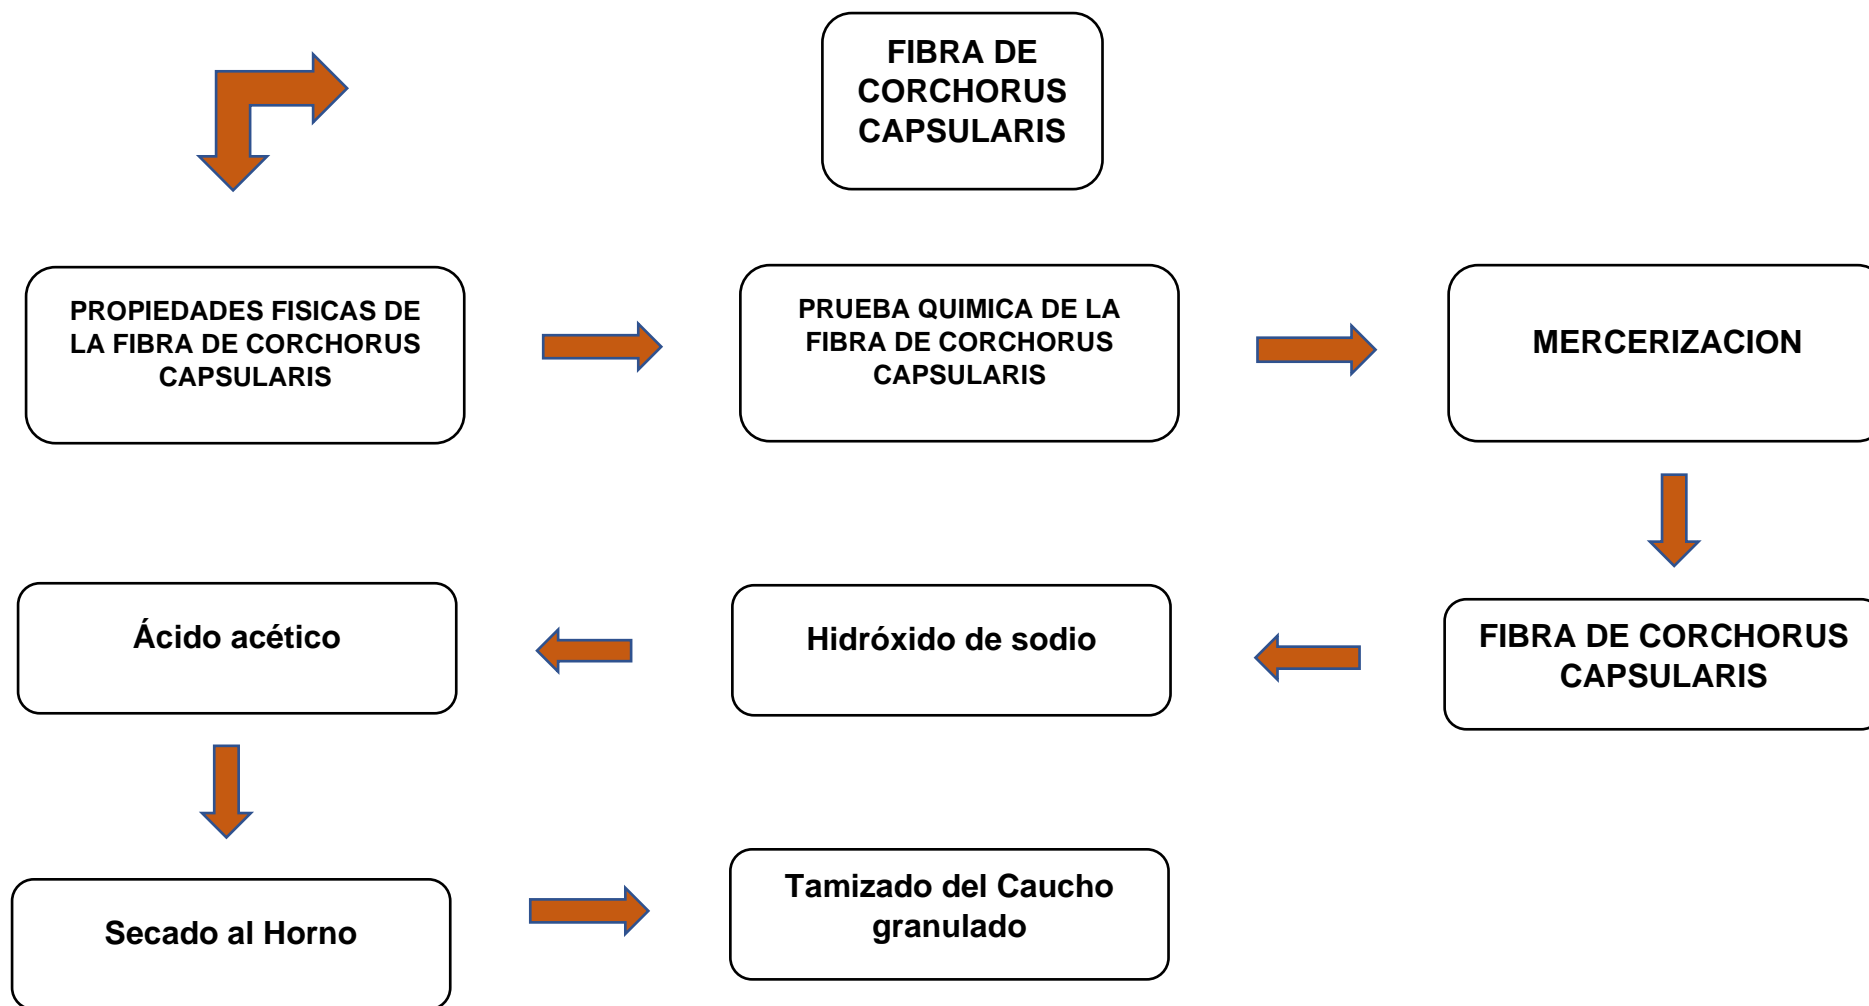 FIBRA DE
CORCHORUS
CAPSULARIS
PROPIEDADES FISICAS DE
LA FIBRA DE CORCHORUS
CAPSULARIS
PRUEBA QUIMICA DE LA
FIBRA DE CORCHORUS
CAPSULARIS
MERCERIZACION
Ácido acético
Hidróxido de sodio
FIBRA DE CORCHORUS
CAPSULARIS
Secado al Horno
Tamizado del Caucho
granulado